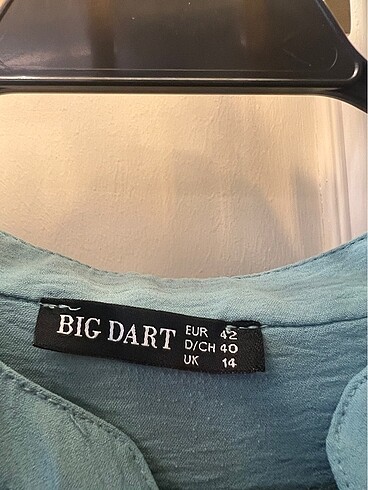 BIG DART
EUR 42
D/CH 40
UK 14